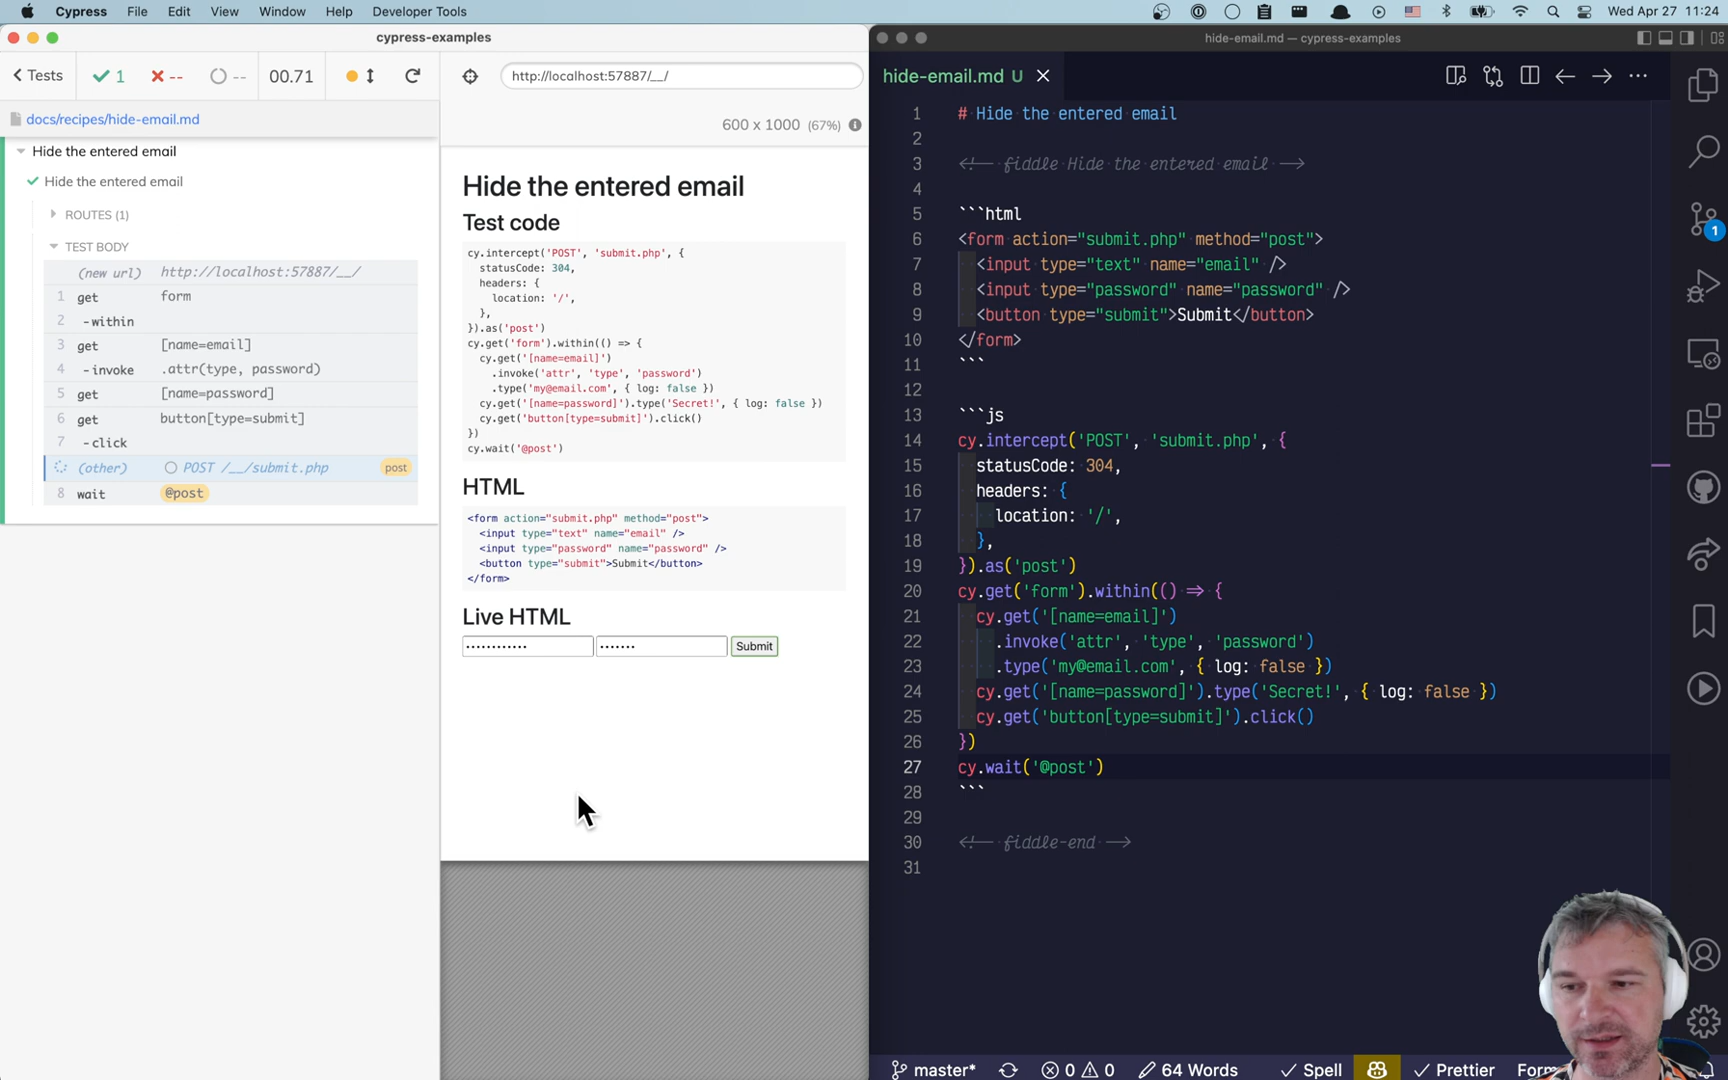 Cypress File Edit View Window Help Developer Tools Wed Apr 27 11:24
cypress-examples
Tests 1 -- -- 00.71
docs/recipes/hide-email.md
Hide the entered email
Hide the entered email
ROUTES (1)
TEST BODY
(new url) http://localhost:57887/__/
1 get form
2 -within
3 get [name=email]
4 -invoke .attr(type, password)
5 get [name=password]
6 get button[type=submit]
7 -click
(other) POST /__/submit.php post
8 wait @post
http://localhost:57887/__/
600 x 1000 (67%)
Hide the entered email
Test code
cy.intercept('POST', 'submit.php', {
statusCode: 304,
headers: {
location: '/',
},
}).as('post')
cy.get('form').within(() => {
cy.get('[name=email]')
.invoke('attr', 'type', 'password')
.type('my@email.com', { log: false })
cy.get('[name=password]').type('Secret!', { log: false })
cy.get('button[type=submit]').click()
})
cy.wait('@post')
HTML
<form action="submit.php" method="post">
<input type="text" name="email" />
<input type="password" name="password" />
<button type="submit">Submit</button>
</form>
Live HTML
•••••••••••• ••••••• Submit
hide-email.md — cypress-examples
hide-email.md U
1 # Hide the entered email
2
3 <!-- fiddle Hide the entered email -->
4
5 ```html
6 <form action="submit.php" method="post">
7 <input type="text" name="email" />
8 <input type="password" name="password" />
9 <button type="submit">Submit</button>
10 </form>
11 ```
12
13 ```js
14 cy.intercept('POST', 'submit.php', {
15 statusCode: 304,
16 headers: {
17 location: '/',
18 },
19 }).as('post')
20 cy.get('form').within(() => {
21 cy.get('[name=email]')
22 .invoke('attr', 'type', 'password')
23 .type('my@email.com', { log: false })
24 cy.get('[name=password]').type('Secret!', { log: false })
25 cy.get('button[type=submit]').click()
26 })
27 cy.wait('@post')
28 ```
29
30 <!-- fiddle-end -->
31
1
master* 0 0 64 Words Spell Prettier Form